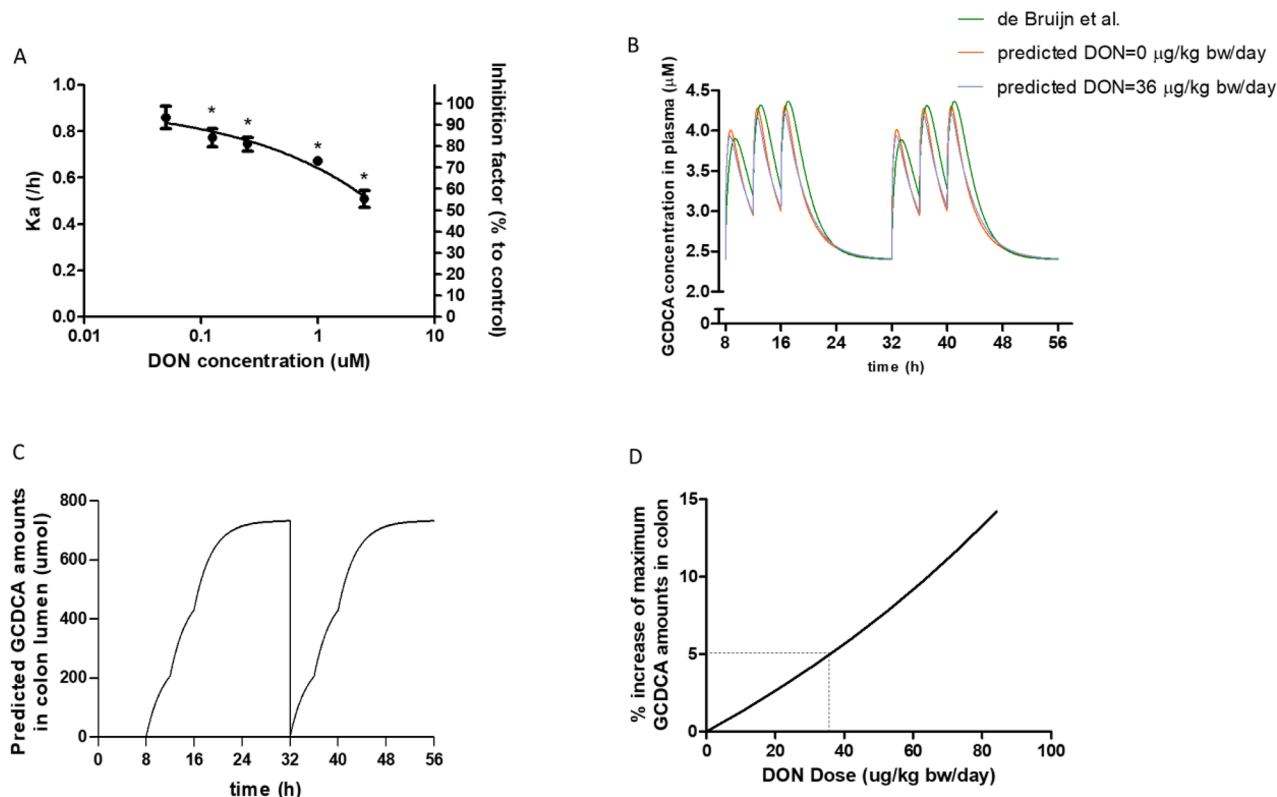 A
Ka (/h)
1.0
0.8
0.6
0.4
0.2
0.0
* * * *
100
90
80
70
60
50
40
30
20
10
0
Inhibition factor (% to control)
0.01 0.1 1 10
DON concentration (uM)
B
de Bruijn et al.
predicted DON=0 μg/kg bw/day
predicted DON=36 μg/kg bw/day
GCDCA concentration in plasma (μM)
4.5
4.0
3.5
3.0
2.5
2.0
0
8 16 24 32 40 48 56
time (h)
C
Predicted GCDCA amounts
in colon lumen (umol)
800
600
400
200
0
0 8 16 24 32 40 48 56
time (h)
D
% increase of maximum
GCDCA amounts in colon
15
10
5
0
0 20 40 60 80 100
DON Dose (ug/kg bw/day)